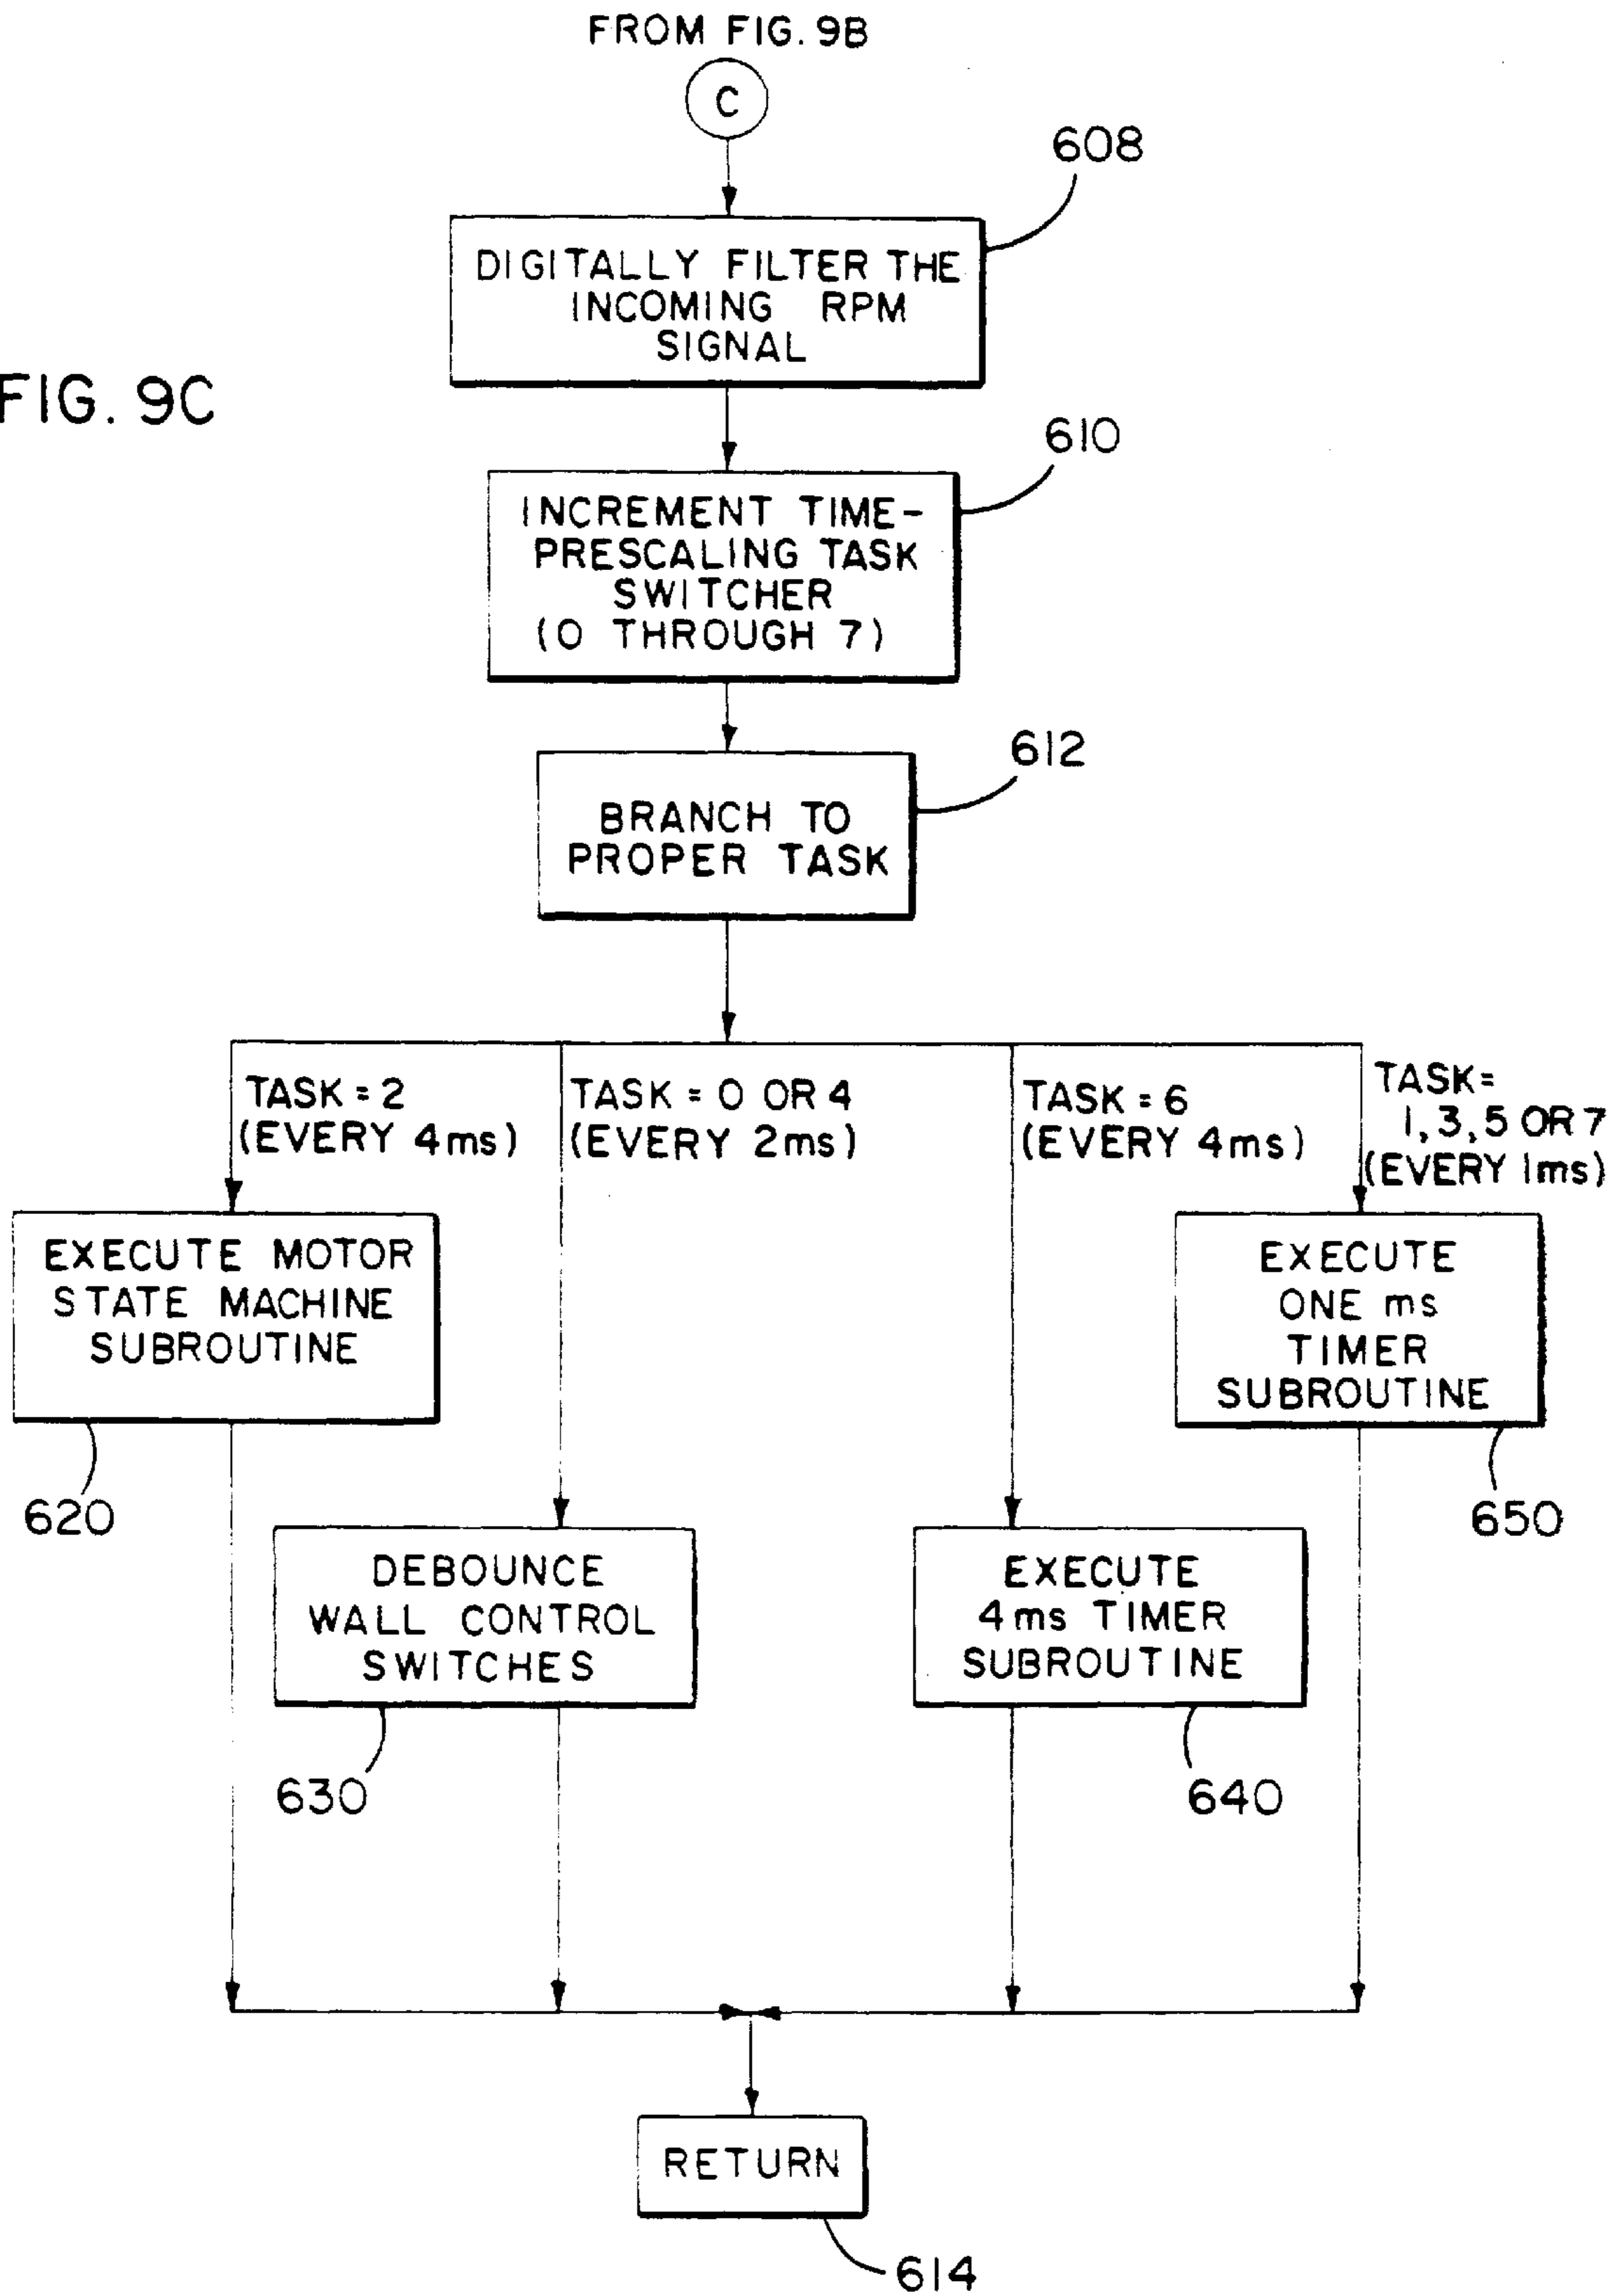 FROM FIG. 9B
C
608
DIGITALLY FILTER THE
INCOMING RPM
SIGNAL
FIG. 9C
610
INCREMENT TIME-
PRESCALING TASK
SWITCHER
(0 THROUGH 7)
612
BRANCH TO
PROPER TASK
TASK = 2
(EVERY 4ms)
TASK = 0 OR 4
(EVERY 2ms)
TASK = 6
(EVERY 4ms)
TASK=
1,3,5 OR 7
(EVERY 1ms)
EXECUTE MOTOR
STATE MACHINE
SUBROUTINE
620
EXECUTE
ONE ms
TIMER
SUBROUTINE
650
DEBOUNCE
WALL CONTROL
SWITCHES
630
EXECUTE
4ms TIMER
SUBROUTINE
640
RETURN
614